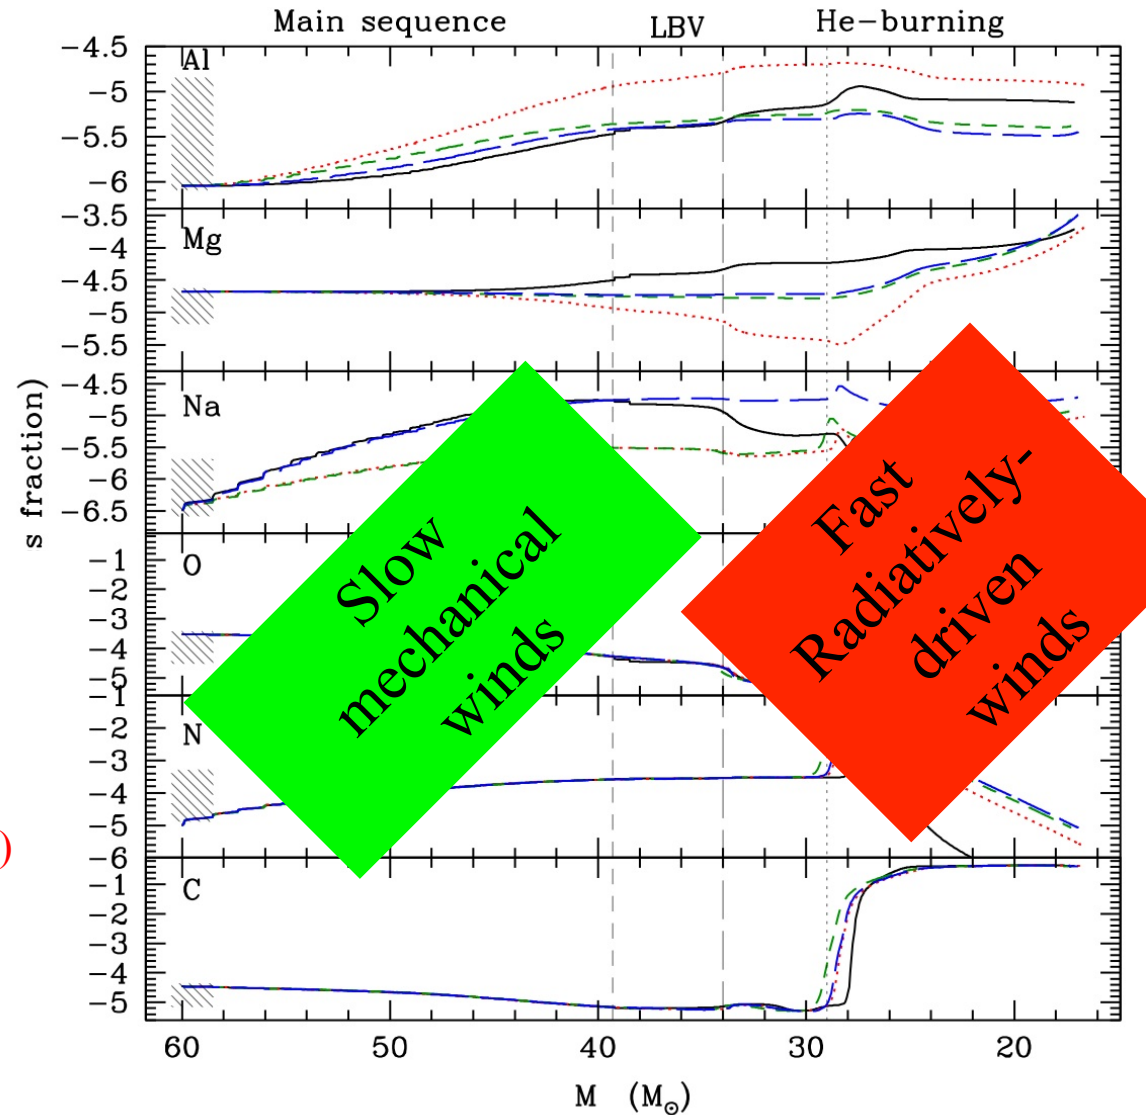 Main sequence LBV He-burning
-4.5
Al
-5
-5.5
-6
-3.5
Mg
-4
-4.5
-5
-5.5
-4.5
Na
-5
-5.5
-6
-6.5
s fraction)
O
-1
-2
-3
-4
-5
-1
N
-2
-3
-4
-5
-6
)
C
-1
-2
-3
-4
-5
Slow
mechanical
winds
Fast
Radiatively-
driven
winds
60 50 40 30 20
M (M☉)